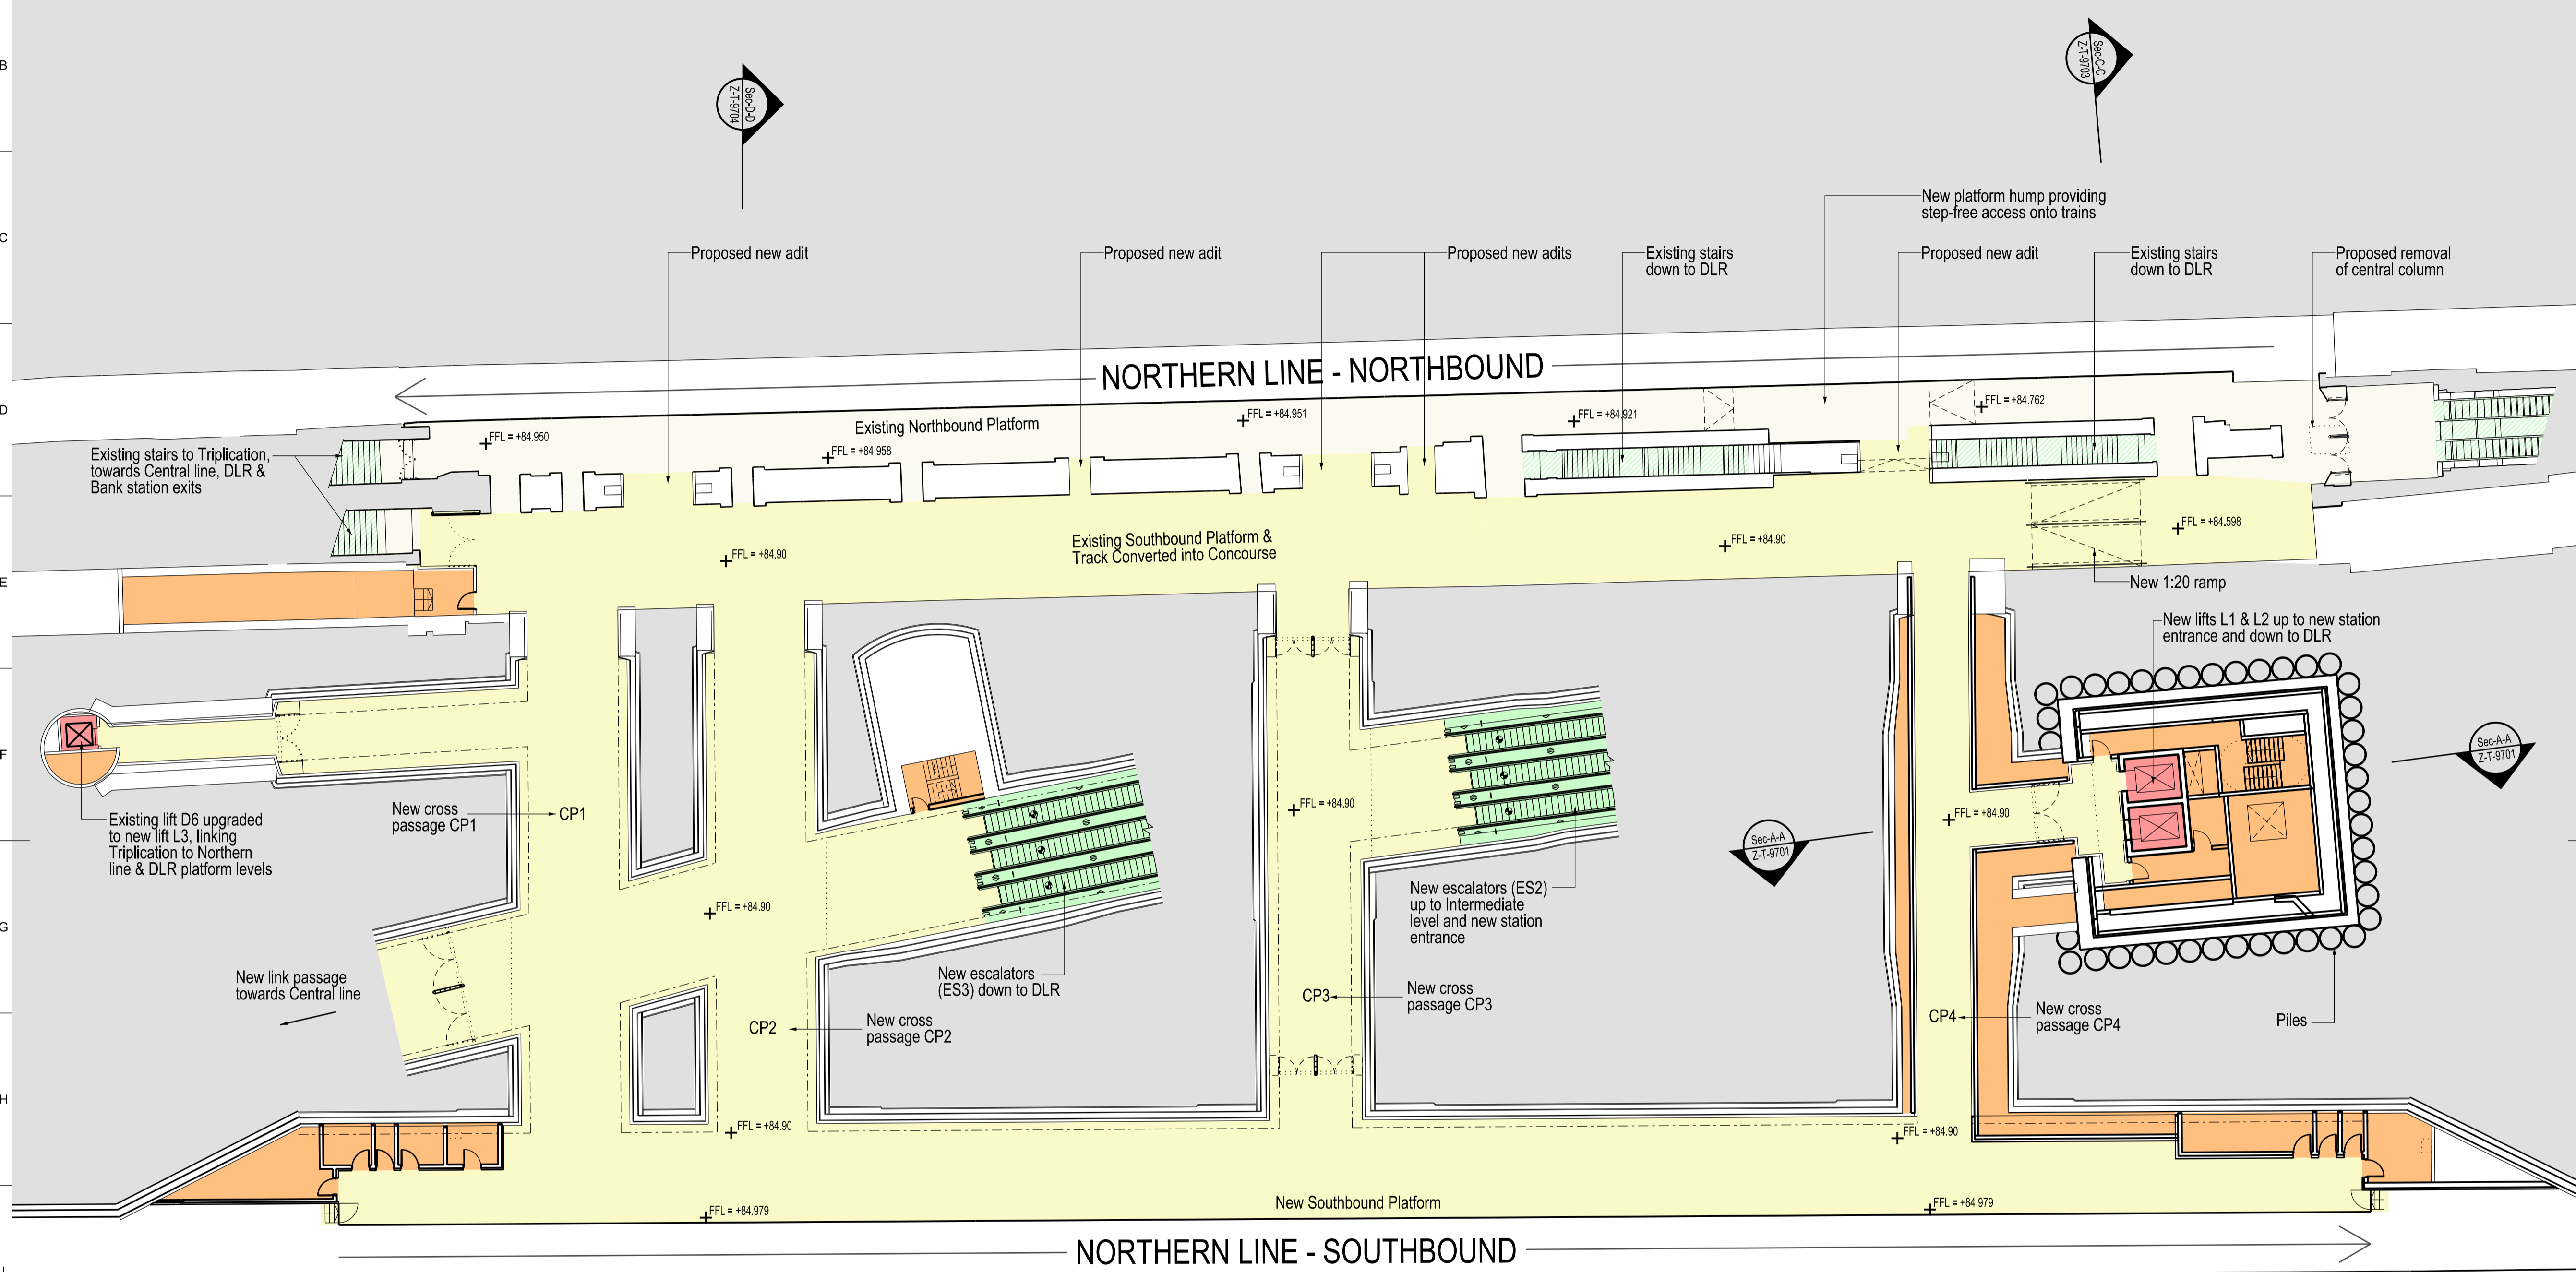 B
C
D
E
F
G
H
Sec-D-D
Z-T-9704
Sec-C-C
Z-T-9703
New platform hump providing
step-free access onto trains
Proposed new adit
Proposed new adit
Proposed new adits
Existing stairs
down to DLR
Proposed new adit
Existing stairs
down to DLR
Proposed removal
of central column
NORTHERN LINE - NORTHBOUND
Existing Northbound Platform
FFL = +84.950
FFL = +84.958
FFL = +84.951
FFL = +84.921
FFL = +84.762
Existing stairs to Triplication,
towards Central line, DLR &
Bank station exits
Existing Southbound Platform &
Track Converted into Concourse
FFL = +84.90
FFL = +84.90
FFL = +84.598
New 1:20 ramp
New lifts L1 & L2 up to new station
entrance and down to DLR
Existing lift D6 upgraded
to new lift L3, linking
Triplication to Northern
line & DLR platform levels
New cross
passage CP1
CP1
FFL = +84.90
FFL = +84.90
FFL = +84.90
Sec-A-A
Z-T-9701
Sec-A-A
Z-T-9701
New escalators (ES2)
up to Intermediate
level and new station
entrance
New escalators
(ES3) down to DLR
New link passage
towards Central line
CP2
New cross
passage CP2
CP3
New cross
passage CP3
CP4
New cross
passage CP4
Piles
FFL = +84.90
FFL = +84.90
New Southbound Platform
FFL = +84.979
FFL = +84.979
NORTHERN LINE - SOUTHBOUND